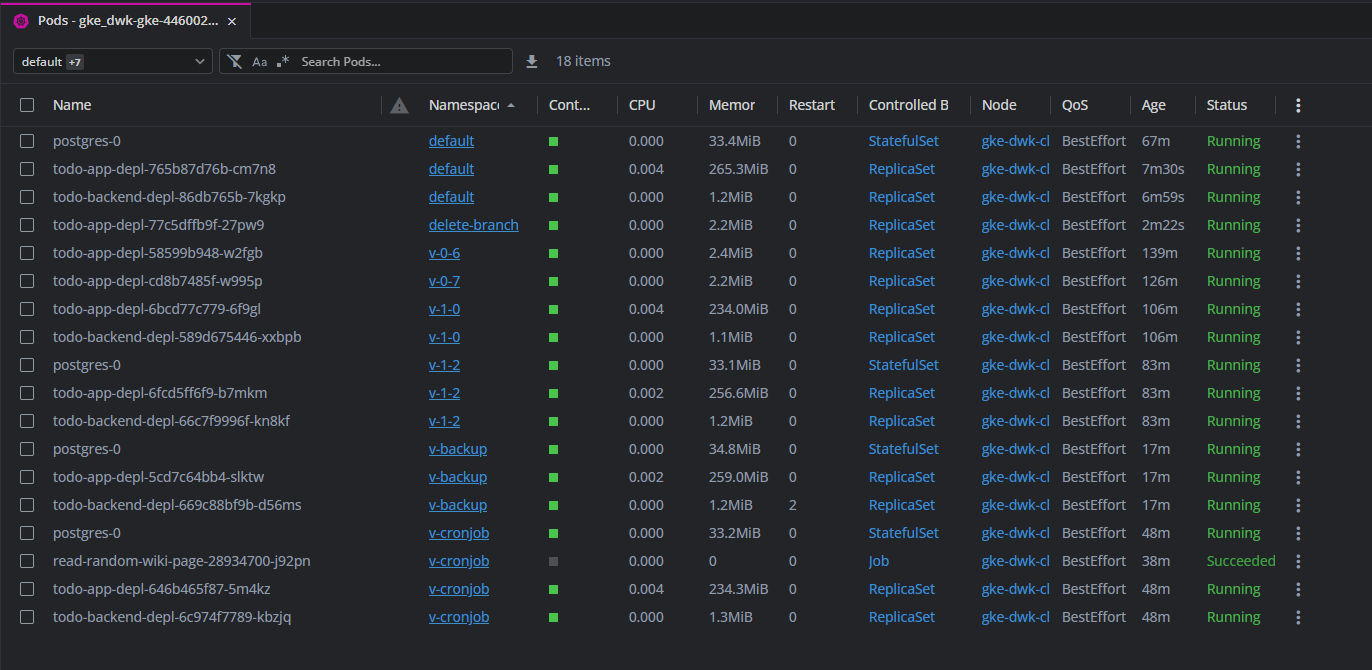 Pods - gke_dwk-gke-446002... ×
default +7 Aa .* Search Pods... 18 items
Name Namespac Cont... CPU Memor Restart Controlled B Node QoS Age Status
postgres-0 default 0.000 33.4MiB 0 StatefulSet gke-dwk-cl BestEffort 67m Running
todo-app-depl-765b87d76b-cm7n8 default 0.004 265.3MiB 0 ReplicaSet gke-dwk-cl BestEffort 7m30s Running
todo-backend-depl-86db765b-7kgkp default 0.000 1.2MiB 0 ReplicaSet gke-dwk-cl BestEffort 6m59s Running
todo-app-depl-77c5dffb9f-27pw9 delete-branch 0.000 2.2MiB 0 ReplicaSet gke-dwk-cl BestEffort 2m22s Running
todo-app-depl-58599b948-w2fgb v-0-6 0.000 2.4MiB 0 ReplicaSet gke-dwk-cl BestEffort 139m Running
todo-app-depl-cd8b7485f-w995p v-0-7 0.000 2.2MiB 0 ReplicaSet gke-dwk-cl BestEffort 126m Running
todo-app-depl-6bcd77c779-6f9gl v-1-0 0.004 234.0MiB 0 ReplicaSet gke-dwk-cl BestEffort 106m Running
todo-backend-depl-589d675446-xxbpb v-1-0 0.000 1.1MiB 0 ReplicaSet gke-dwk-cl BestEffort 106m Running
postgres-0 v-1-2 0.000 33.1MiB 0 StatefulSet gke-dwk-cl BestEffort 83m Running
todo-app-depl-6fcd5ff6f9-b7mkm v-1-2 0.002 256.6MiB 0 ReplicaSet gke-dwk-cl BestEffort 83m Running
todo-backend-depl-66c7f9996f-kn8kf v-1-2 0.000 1.2MiB 0 ReplicaSet gke-dwk-cl BestEffort 83m Running
postgres-0 v-backup 0.000 34.8MiB 0 StatefulSet gke-dwk-cl BestEffort 17m Running
todo-app-depl-5cd7c64bb4-slktw v-backup 0.002 259.0MiB 0 ReplicaSet gke-dwk-cl BestEffort 17m Running
todo-backend-depl-669c88bf9b-d56ms v-backup 0.000 1.2MiB 2 ReplicaSet gke-dwk-cl BestEffort 17m Running
postgres-0 v-cronjob 0.000 33.2MiB 0 StatefulSet gke-dwk-cl BestEffort 48m Running
read-random-wiki-page-28934700-j92pn v-cronjob 0.000 0 0 Job gke-dwk-cl BestEffort 38m Succeeded
todo-app-depl-646b465f87-5m4kz v-cronjob 0.004 234.3MiB 0 ReplicaSet gke-dwk-cl BestEffort 48m Running
todo-backend-depl-6c974f7789-kbzjq v-cronjob 0.000 1.3MiB 0 ReplicaSet gke-dwk-cl BestEffort 48m Running